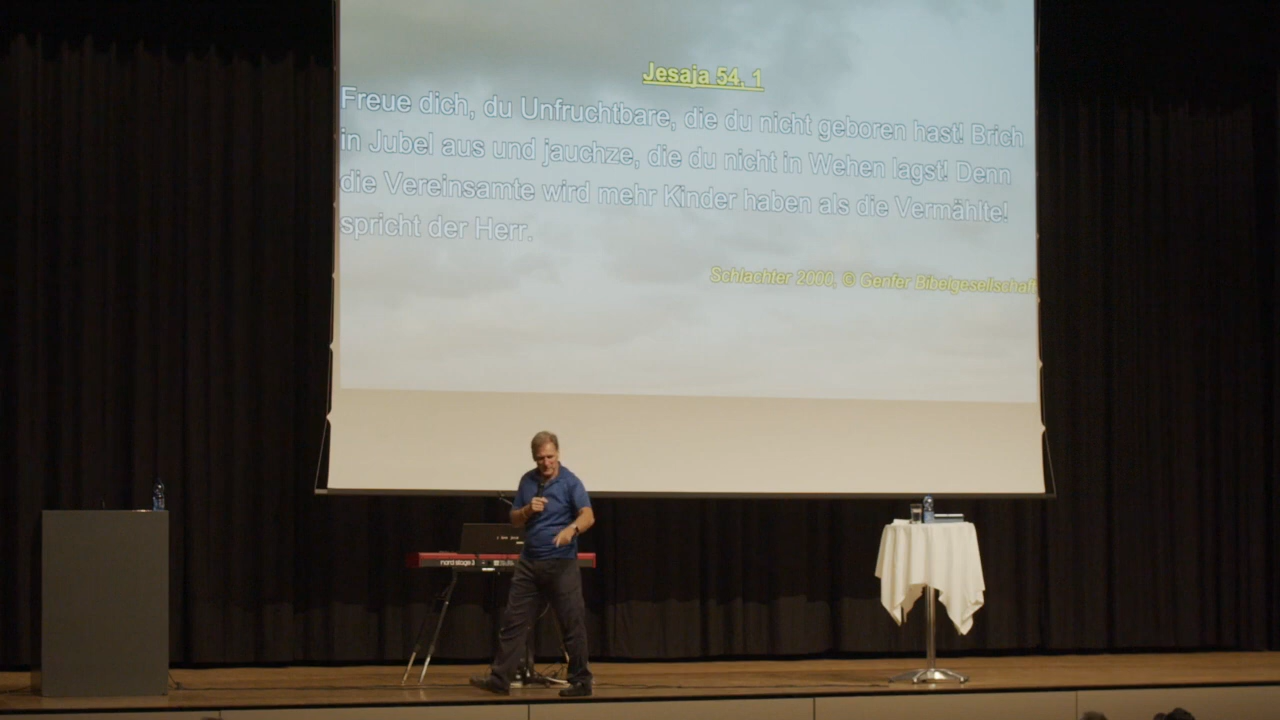 Jesaja 54, 1
Freue dich, du Unfruchtbare, die du nicht geboren hast! Brich
in Jubel aus und jauchze, die du nicht in Wehen lagst! Denn
die Vereinsamte wird mehr Kinder haben als die Vermählte!
spricht der Herr.
Schlachter 2000, © Genfer Bibelgesellschaft
nord stage 3